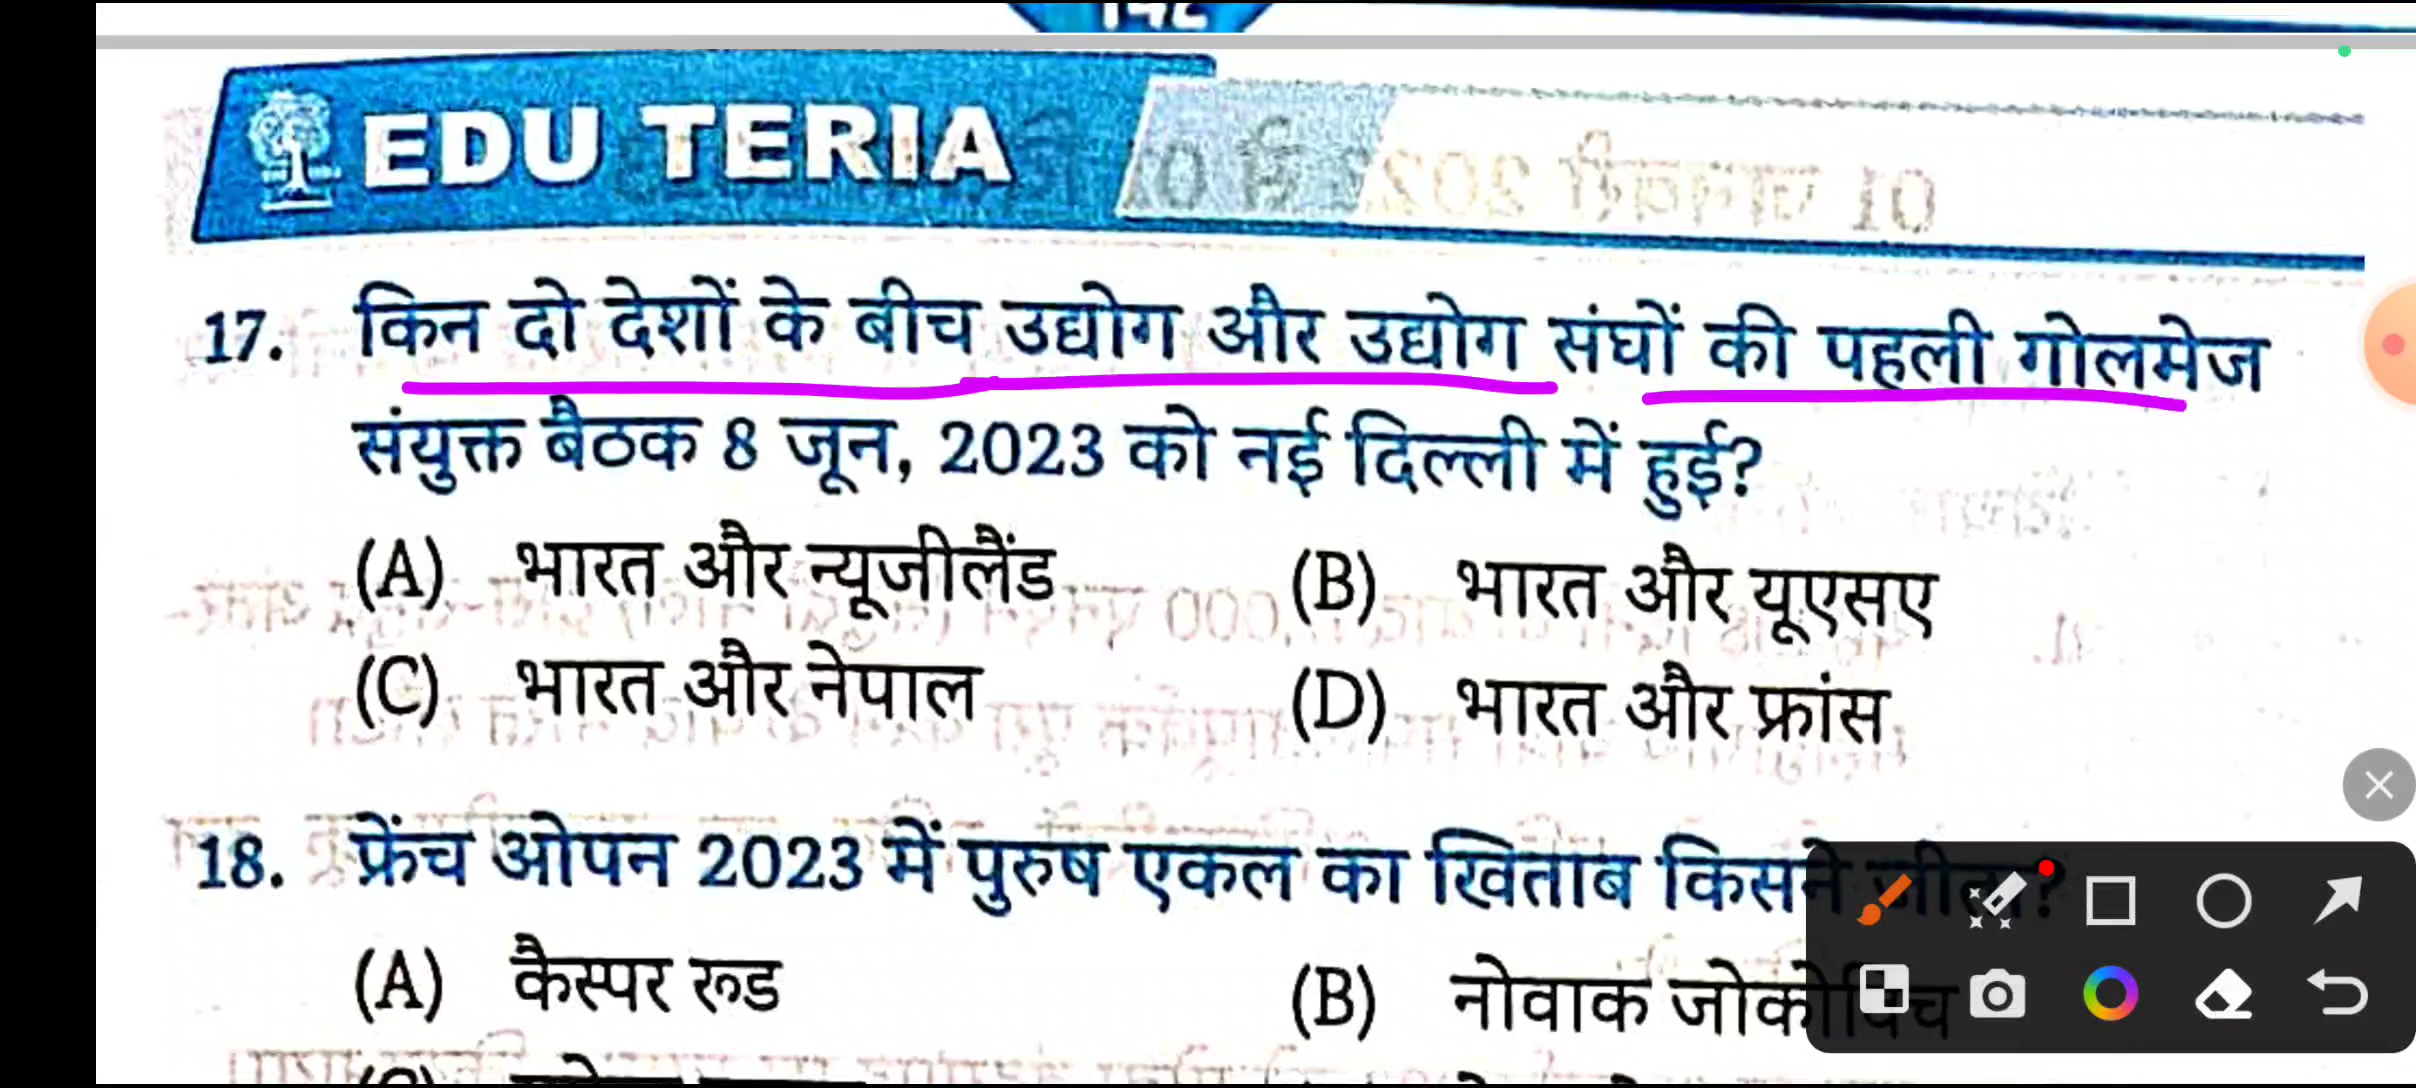 EDU TERIA
17. किन दो देशों के बीच उद्योग और उद्योग संघों की पहली गोलमेज
संयुक्त बैठक 8 जून, 2023 को नई दिल्ली में हुई?
(A) भारत और न्यूजीलैंड (B) भारत और यूएसए
(C) भारत और नेपाल (D) भारत और फ्रांस
18. फ्रेंच ओपन 2023 में पुरुष एकल का खिताब किसने जीता?
(A) कैस्पर रूड (B) नोवाक जोकोविच